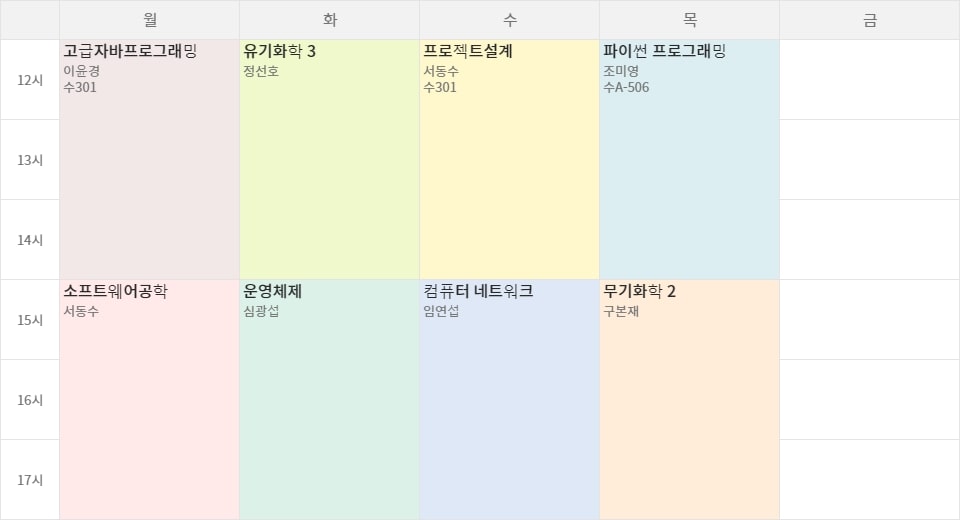 월 화 수 목 금
12시
고급자바프로그래밍
이윤경
수301
유기화학 3
정선호
프로젝트설계
서동수
수301
파이썬 프로그래밍
조미영
수A-506
13시
14시
15시
소프트웨어공학
서동수
운영체제
심광섭
컴퓨터 네트워크
임연섭
무기화학 2
구본재
16시
17시